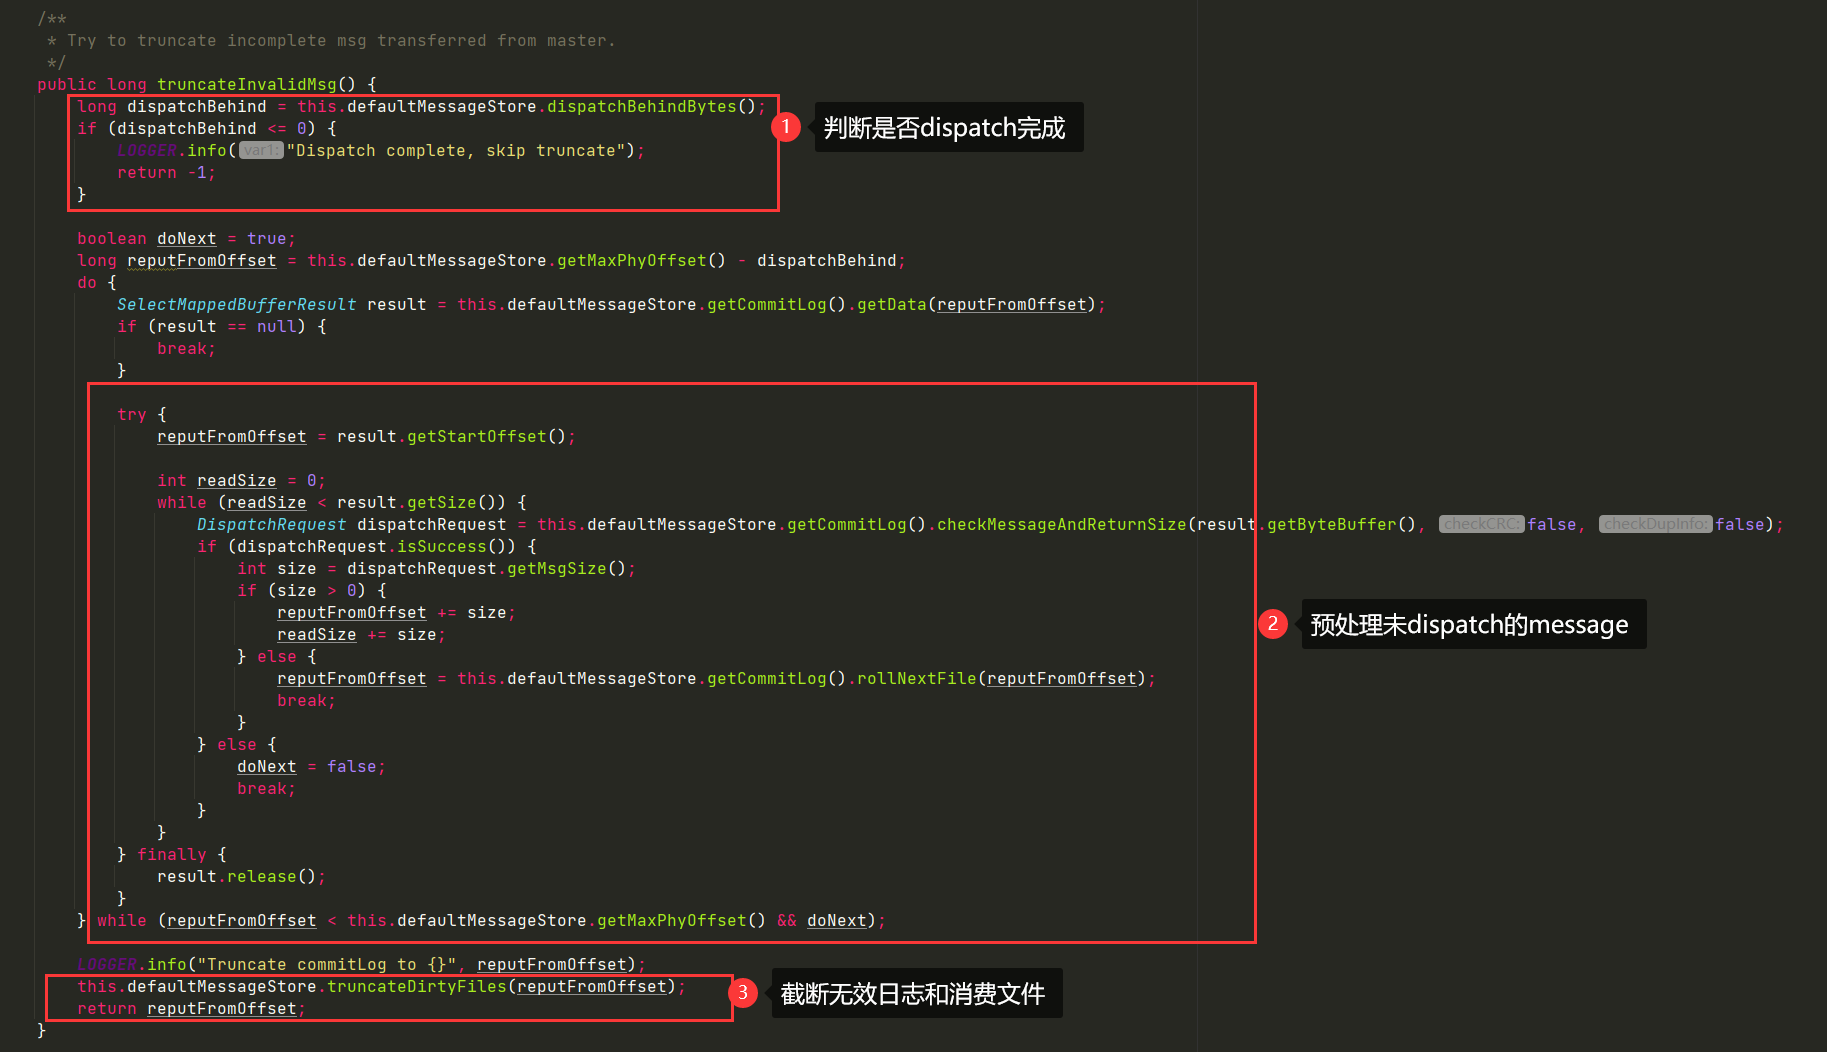 /**
 * Try to truncate incomplete msg transferred from master.
 */
public long truncateInvalidMsg() {
    long dispatchBehind = this.defaultMessageStore.dispatchBehindBytes();
    if (dispatchBehind <= 0) {
1 判断是否dispatch完成
        LOGGER.info( var1: "Dispatch complete, skip truncate");
        return -1;
    }
    boolean doNext = true;
    long reputFromOffset = this.defaultMessageStore.getMaxPhyOffset() - dispatchBehind;
    do {
        SelectMappedBufferResult result = this.defaultMessageStore.getCommitLog().getData(reputFromOffset);
        if (result == null) {
            break;
        }
        try {
            reputFromOffset = result.getStartOffset();
            int readSize = 0;
            while (readSize < result.getSize()) {
                DispatchRequest dispatchRequest = this.defaultMessageStore.getCommitLog().checkMessageAndReturnSize(result.getByteBuffer(), checkCRC: false, checkDupInfo: false);
                if (dispatchRequest.isSuccess()) {
                    int size = dispatchRequest.getMsgSize();
                    if (size > 0) {
                        reputFromOffset += size;
2 预处理未dispatch的message
                        readSize += size;
                    } else {
                        reputFromOffset = this.defaultMessageStore.getCommitLog().rollNextFile(reputFromOffset);
                        break;
                    }
                } else {
                    doNext = false;
                    break;
                }
            }
        } finally {
            result.release();
        }
    } while (reputFromOffset < this.defaultMessageStore.getMaxPhyOffset() && doNext);
    LOGGER.info("Truncate commitLog to {}", reputFromOffset);
    this.defaultMessageStore.truncateDirtyFiles(reputFromOffset);
3 截断无效日志和消费文件
    return reputFromOffset;
}